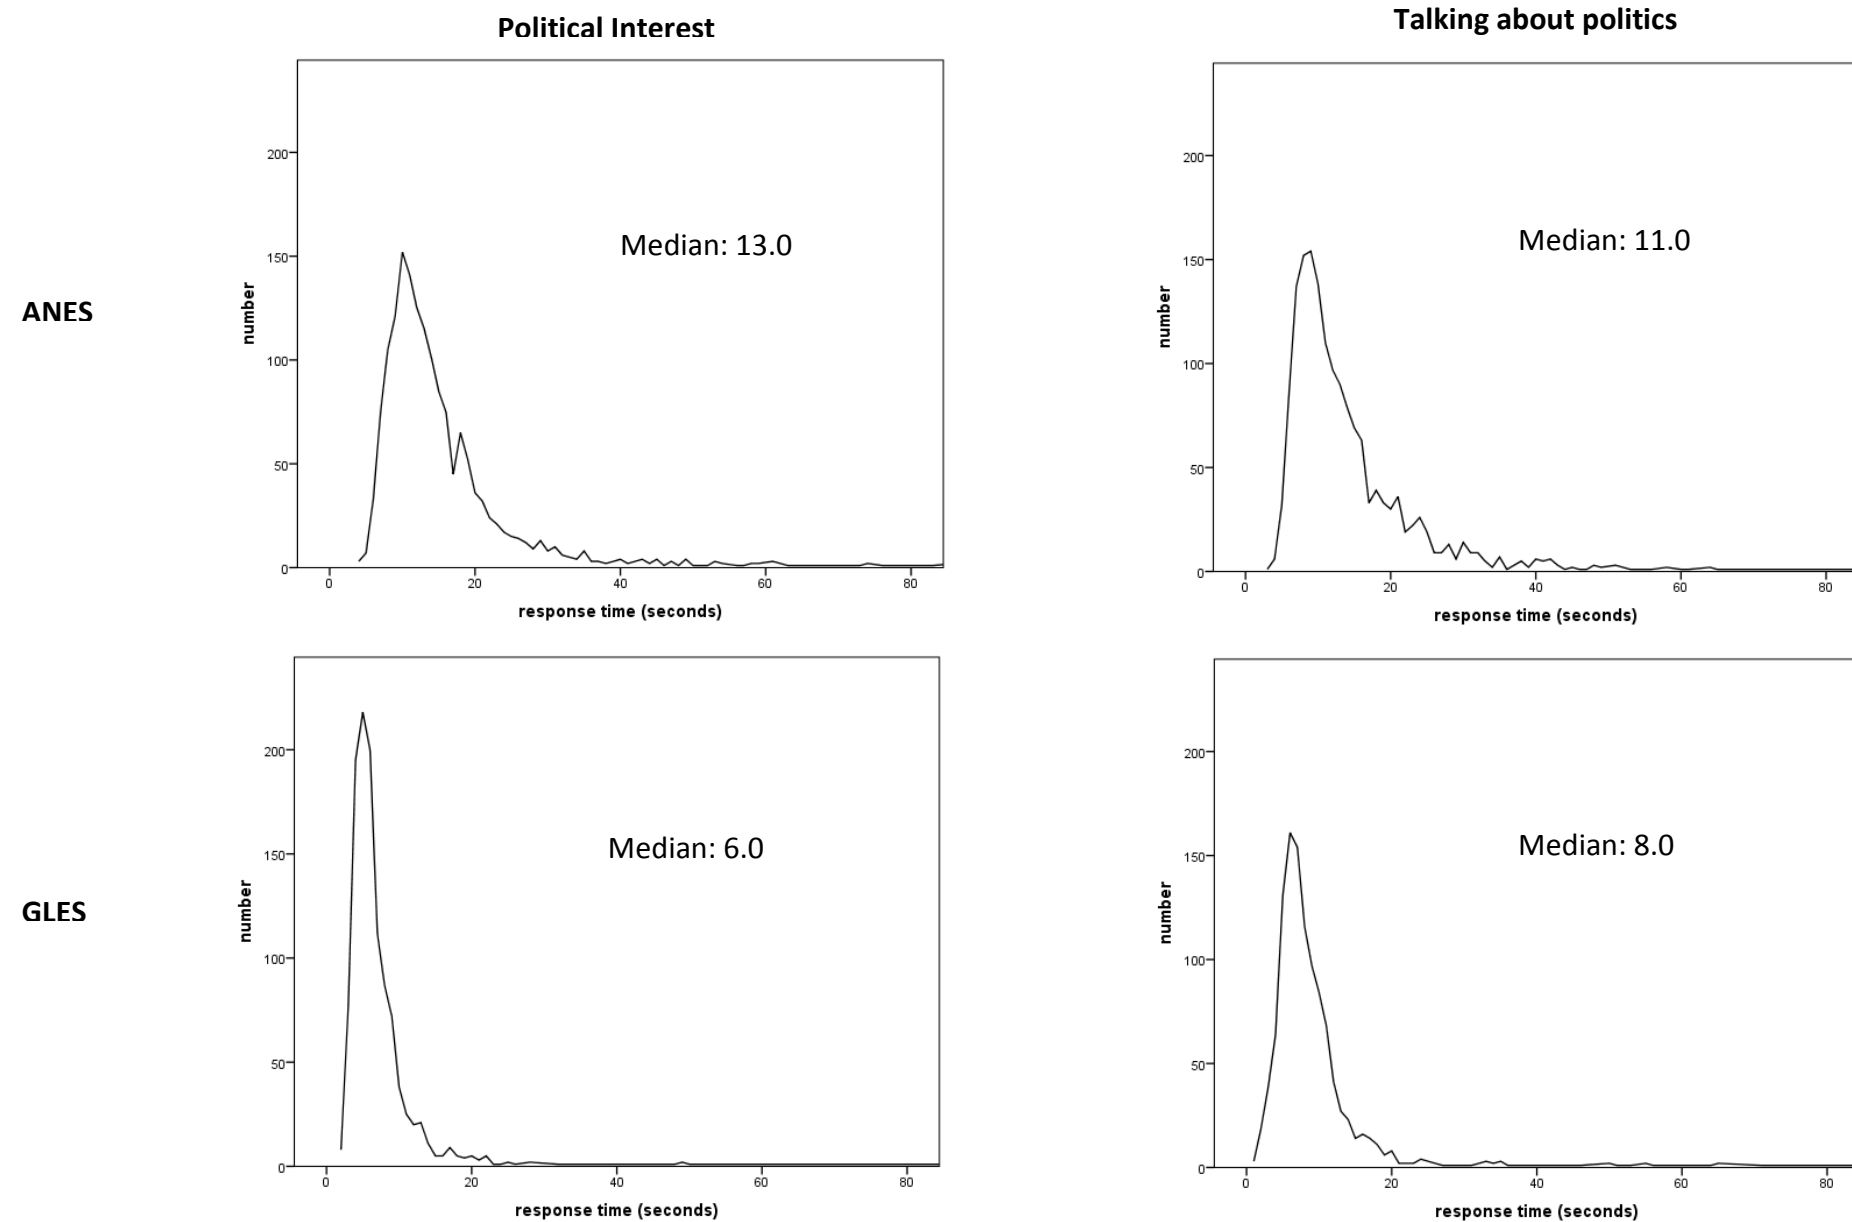 Political Interest
Talking about politics
ANES
200
150
100
50
0
number
Median: 13.0
0 20 40 60 80
response time (seconds)
200
150
100
50
0
number
Median: 11.0
0 20 40 60 80
response time (seconds)
GLES
200
150
100
50
0
number
Median: 6.0
0 20 40 60 80
response time (seconds)
200
150
100
50
0
number
Median: 8.0
0 20 40 60 80
response time (seconds)